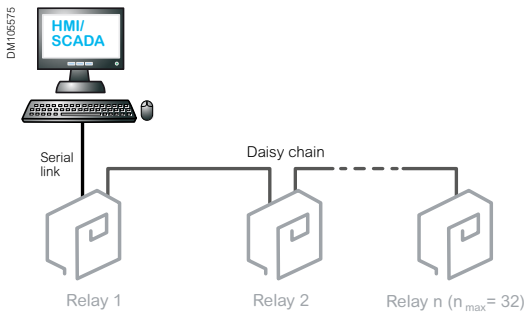 DM105575
HMI/
SCADA
Serial
link
Daisy chain
Relay 1
Relay 2
Relay n (n max= 32)